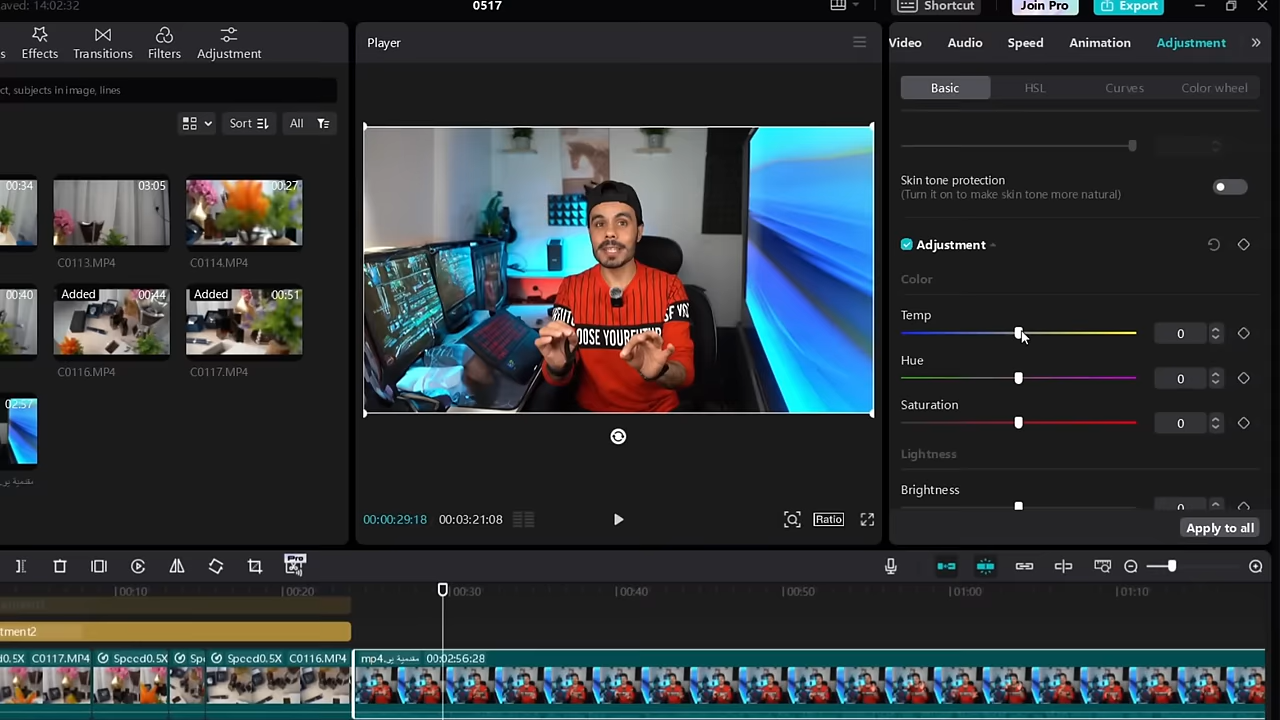 aved: 14:02:32
0517
Shortcut
Join Pro
Export
s
Effects
Transitions
Filters
Adjustment
Player
Video
Audio
Speed
Animation
Adjustment
Basic
HSL
Curves
Color wheel
ct, subjects in image, lines
Sort
All
00:34
03:05
00:27
C0113.MP4
C0114.MP4
00:40
Added
00:44
Added
00:51
C0116.MP4
C0117.MP4
02:57
OOSE YOUR
Skin tone protection
(Turn it on to make skin tone more natural)
Adjustment
Color
Temp
0
Hue
0
Saturation
0
Lightness
Brightness
0
Apply to all
00:00:29:18
00:03:21:08
Ratio
Pro
00:10
00:20
00:30
00:40
00:50
01:00
01:10
tment2
0.5X
C0117.MP4
Speed0.5X
Spe
Speed0.5X
C0116.MP4
00:02:56:28